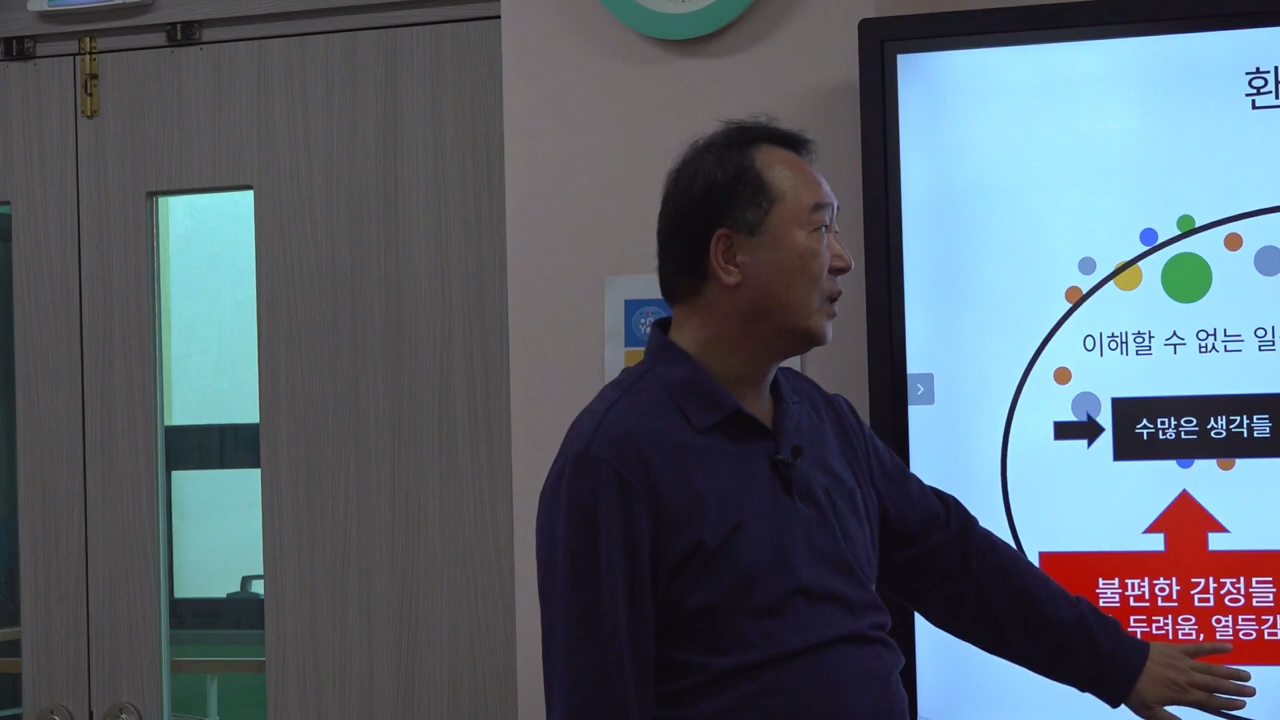 환
이해할 수 없는 일
수많은 생각들
불편한 감정들
두려움, 열등감